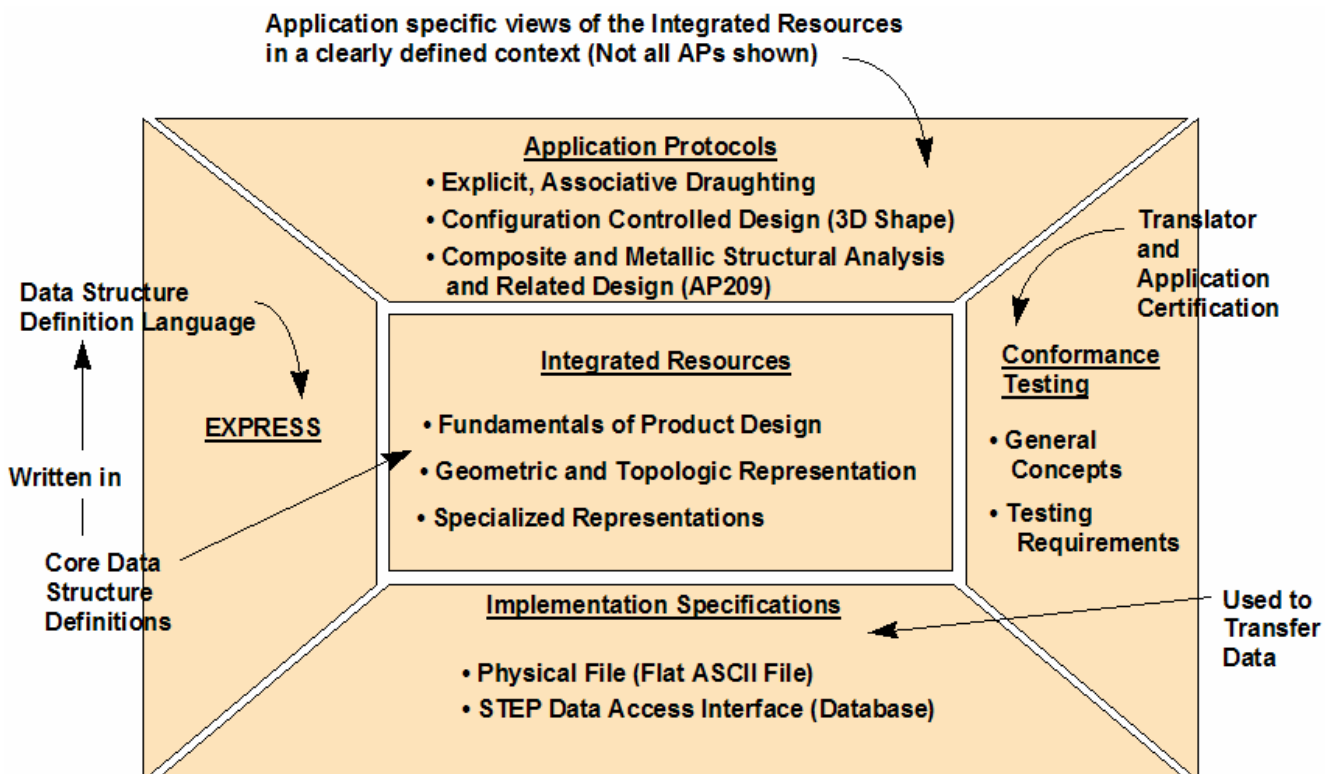 Application specific views of the Integrated Resources
in a clearly defined context (Not all APs shown)
Application Protocols
• Explicit, Associative Draughting
• Configuration Controlled Design (3D Shape)
• Composite and Metallic Structural Analysis
and Related Design (AP209)
Translator
and
Application
Certification
Data Structure
Definition Language
EXPRESS
Written in
Core Data
Structure
Definitions
Integrated Resources
• Fundamentals of Product Design
• Geometric and Topologic Representation
• Specialized Representations
Conformance
Testing
• General
Concepts
• Testing
Requirements
Implementation Specifications
• Physical File (Flat ASCII File)
• STEP Data Access Interface (Database)
Used to
Transfer
Data